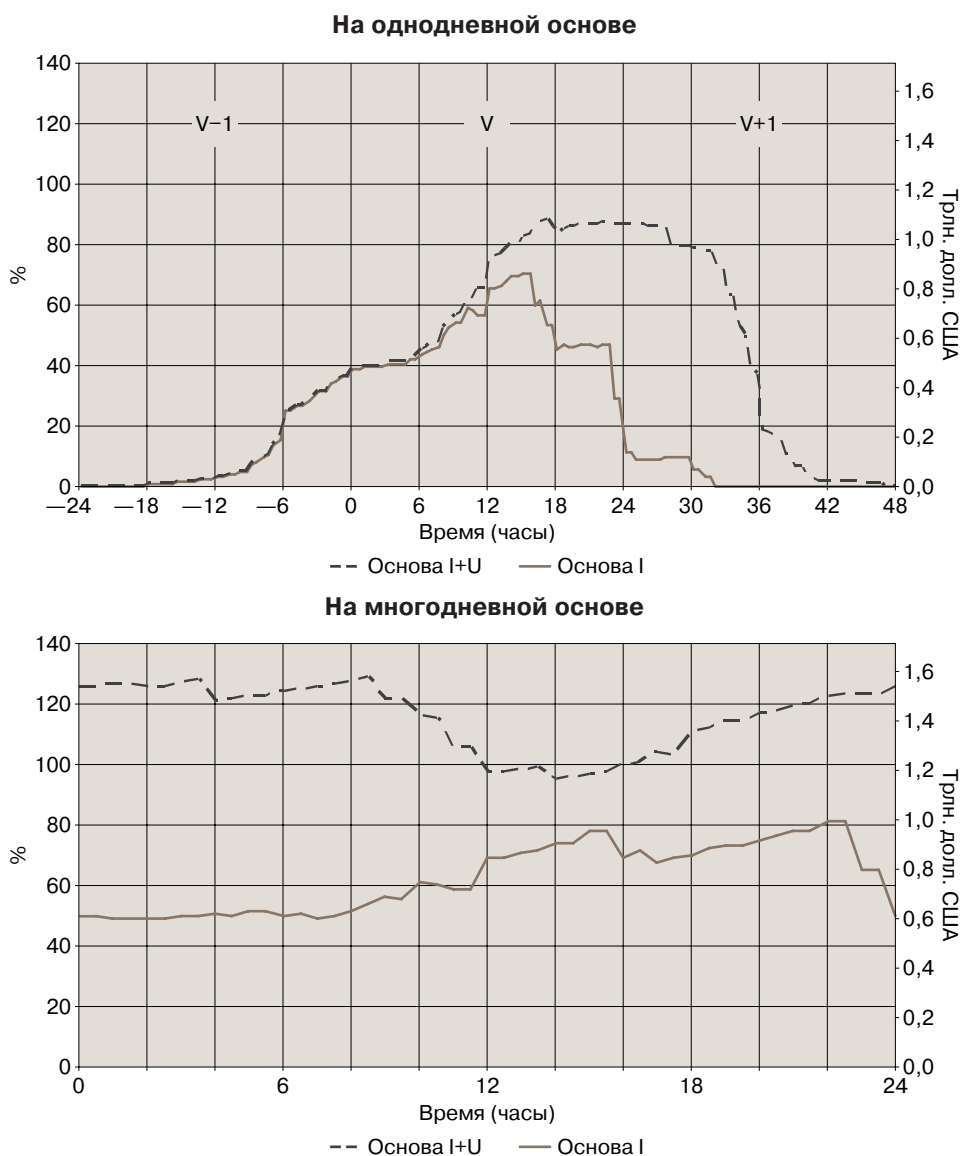 На однодневной основе
140
120
100
80
60
40
20
0
%
1,6
1,4
1,2
1,0
0,8
0,6
0,4
0,2
0,0
Трлн. долл. США
V−1
V
V+1
—24 —18 —12 —6 0 6 12 18 24 30 36 42 48
Время (часы)
Основа I+U Основа I
На многодневной основе
140
120
100
80
60
40
20
0
%
1,6
1,4
1,2
1,0
0,8
0,6
0,4
0,2
0,0
Трлн. долл. США
0 6 12 18 24
Время (часы)
Основа I+U Основа I